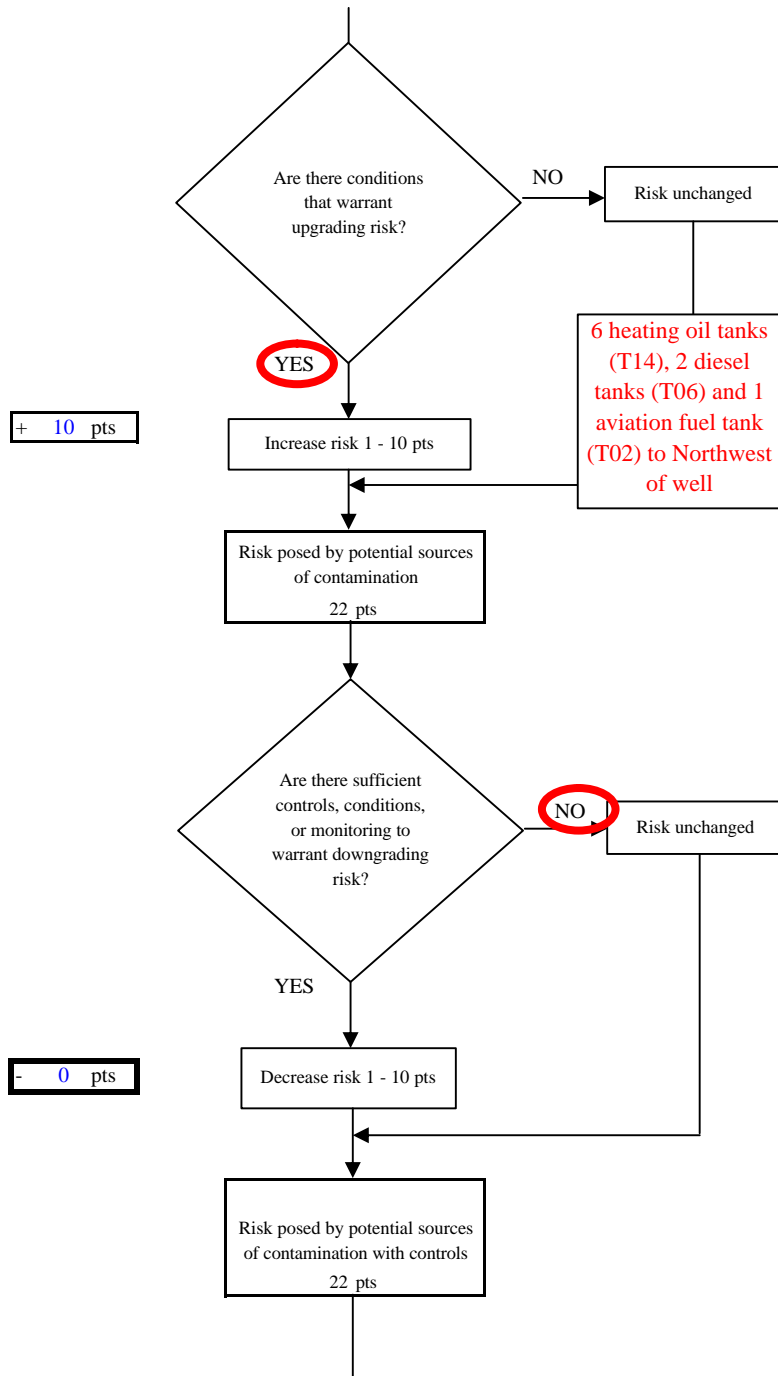 Are there conditions
that warrant
upgrading risk?
NO
Risk unchanged
6 heating oil tanks
(T14), 2 diesel
tanks (T06) and 1
aviation fuel tank
(T02) to Northwest
of well
YES
+ 10 pts
Increase risk 1 - 10 pts
Risk posed by potential sources
of contamination
22 pts
Are there sufficient
controls, conditions,
or monitoring to
warrant downgrading
risk?
NO
Risk unchanged
YES
- 0 pts
Decrease risk 1 - 10 pts
Risk posed by potential sources
of contamination with controls
22 pts